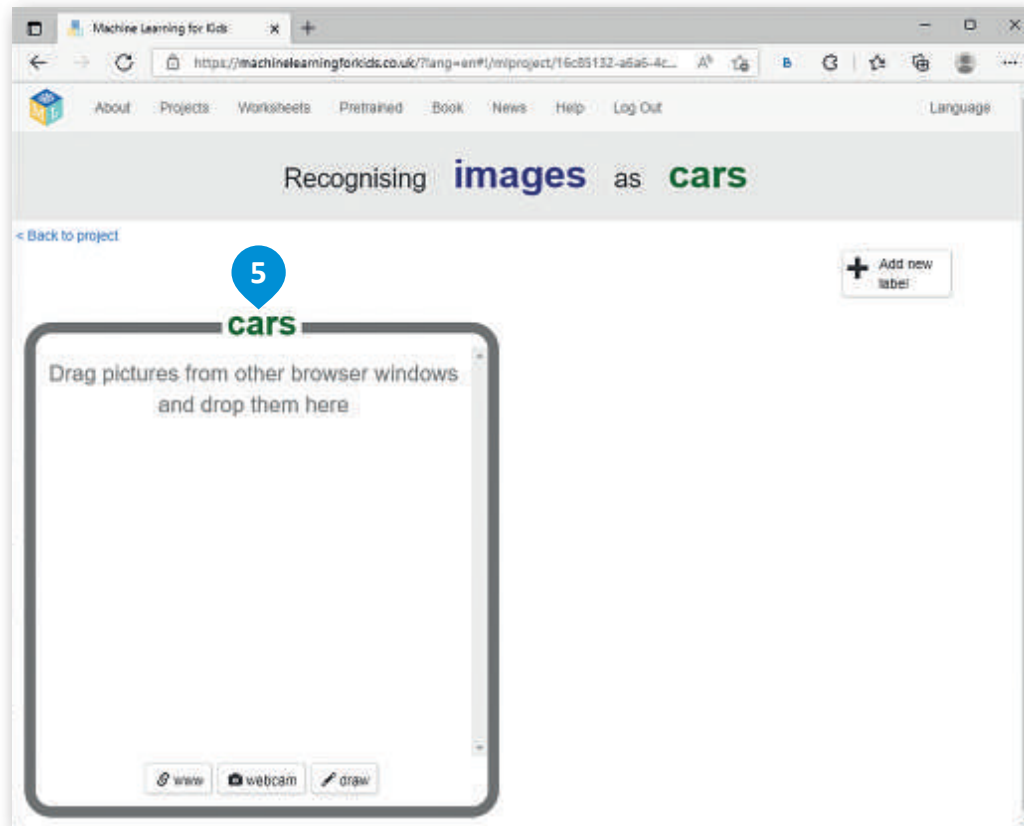 Machine Learning for Kids
https://machinelearningforkids.co.uk/?lang=en#!/mlproject/16c85132-a6a6-4c...
About Projects Worksheets Pretrained Book News Help Log Out Language
Recognising images as cars
< Back to project
Add new
label
5
cars
Drag pictures from other browser windows
and drop them here
www webcam draw